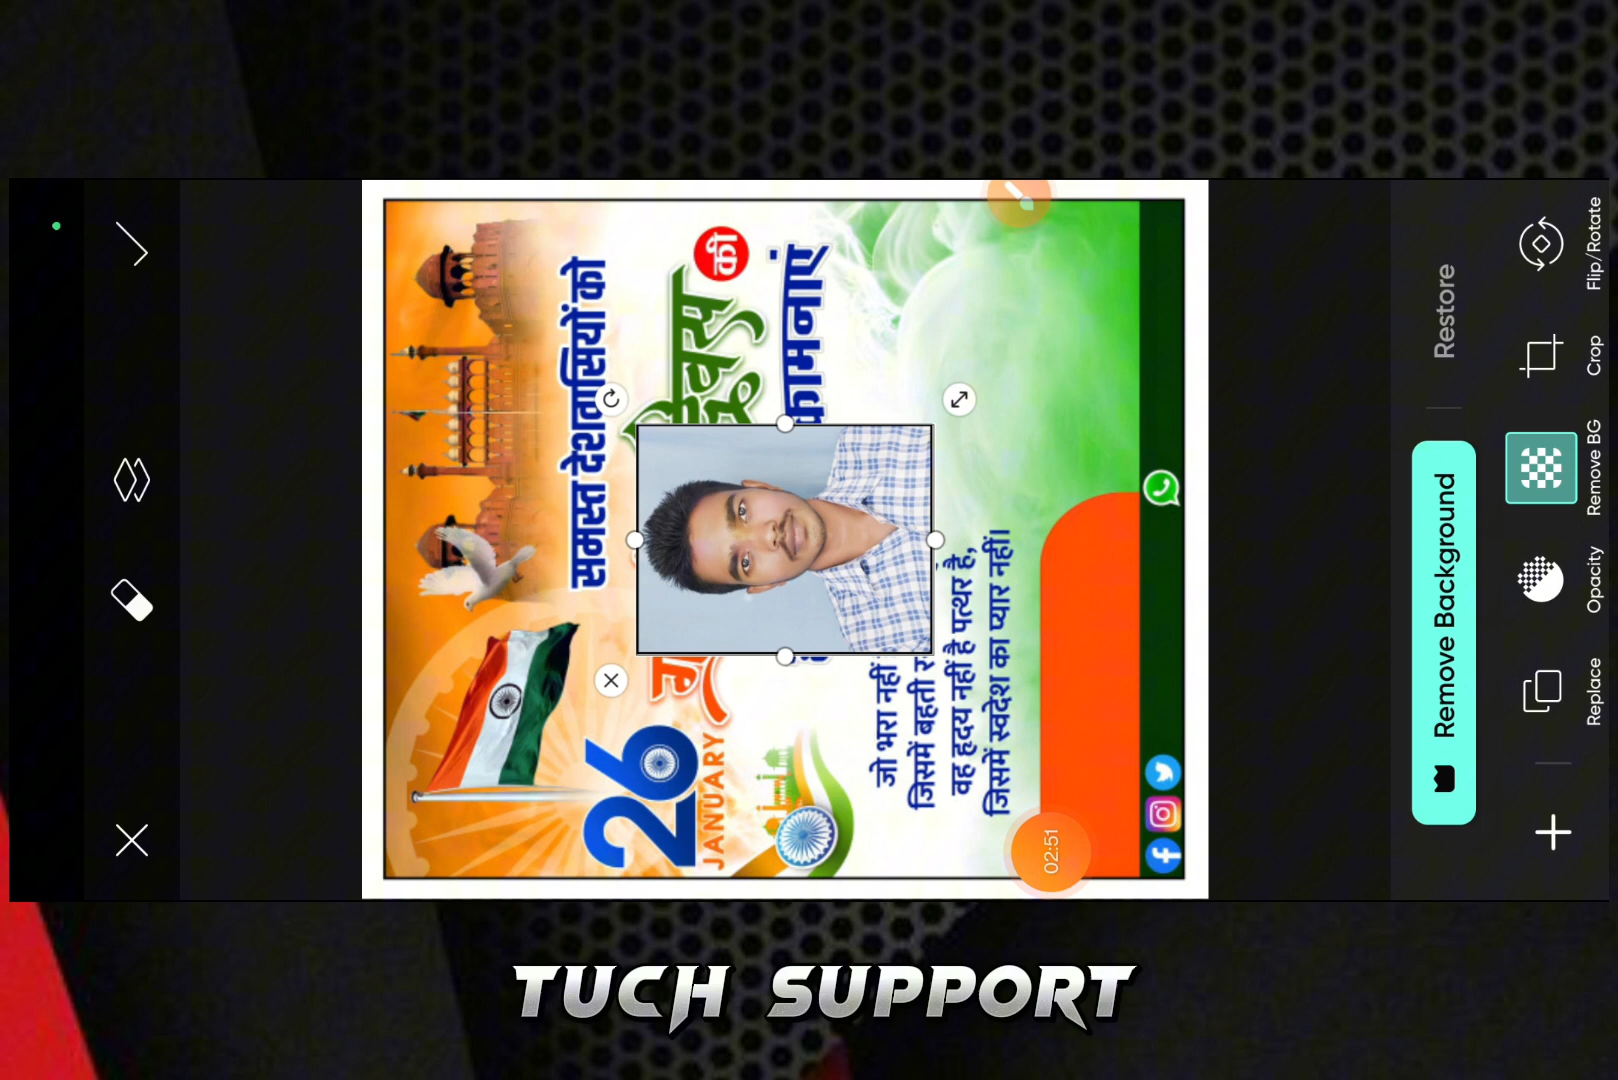 समस्त देशवासियों को
की
26
JANUARY
जो भरा नहीं
जिसमें बहती
वह हृदय नहीं है पत्थर है,
जिसमें स्वदेश का प्यार नहीं।
02:51
Restore
Remove Background
Flip/Rotate
Crop
Remove BG
Opacity
Replace
TUCH SUPPORT